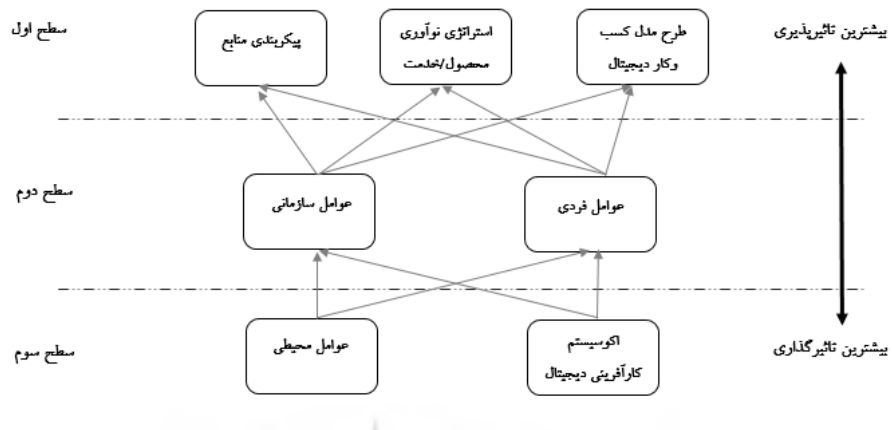 سطح اول
بیشترین تاثیرپذیری
طرح مدل کسب
وکار دیجیتال
استراتژی نوآوری
محصول/خدمت
پیکربندی منابع
سطح دوم
عوامل فردی
عوامل سازمانی
سطح سوم
بیشترین تاثیرگذاری
اکوسیستم
کارآفرینی دیجیتال
عوامل محیطی